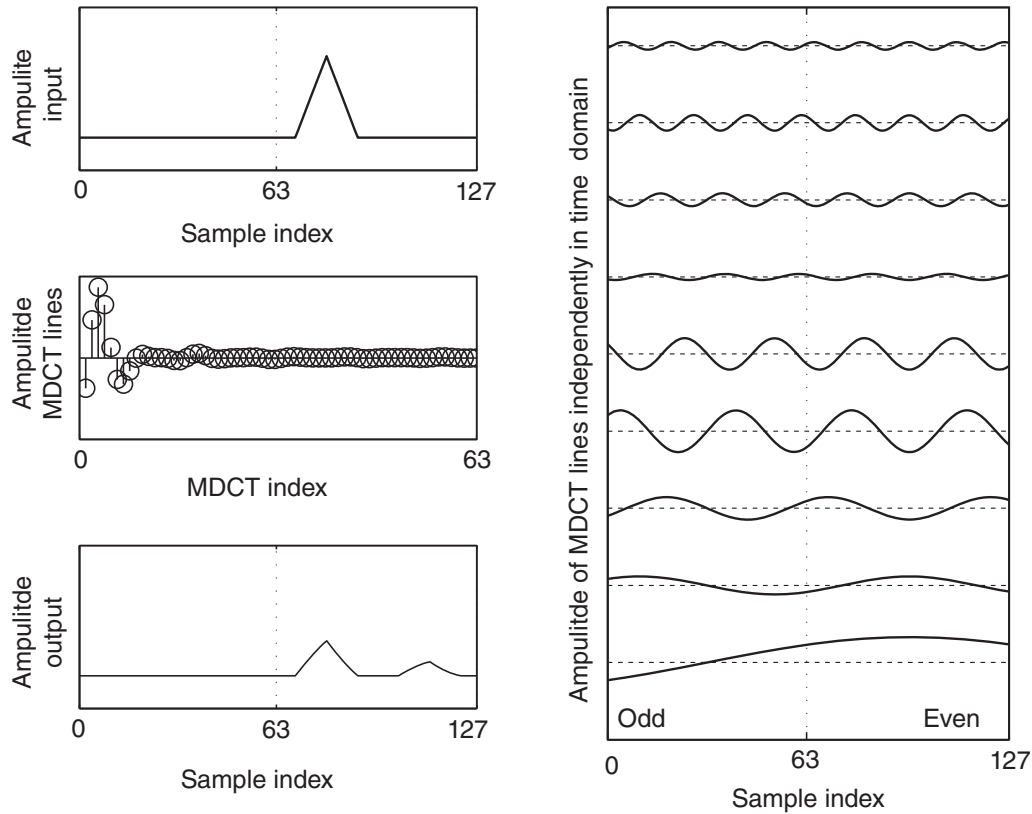 Ampulite
input
0 63 127
Sample index
Ampulitde
MDCT lines
0 63
MDCT index
Ampulitde
output
0 63 127
Sample index
Ampulitde of MDCT lines independently in time domain
Odd Even
0 63 127
Sample index